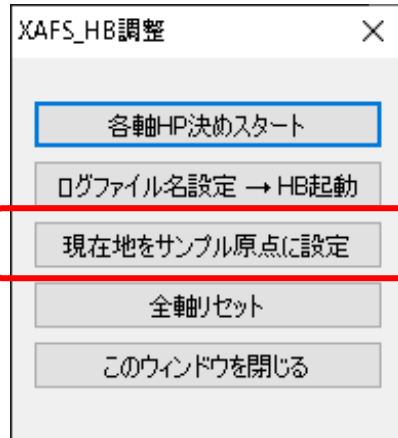 XAFS_HB調整
各軸HP決めスタート
ログファイル名設定 → HB起動
現在地をサンプル原点に設定
全軸リセット
このウィンドウを閉じる